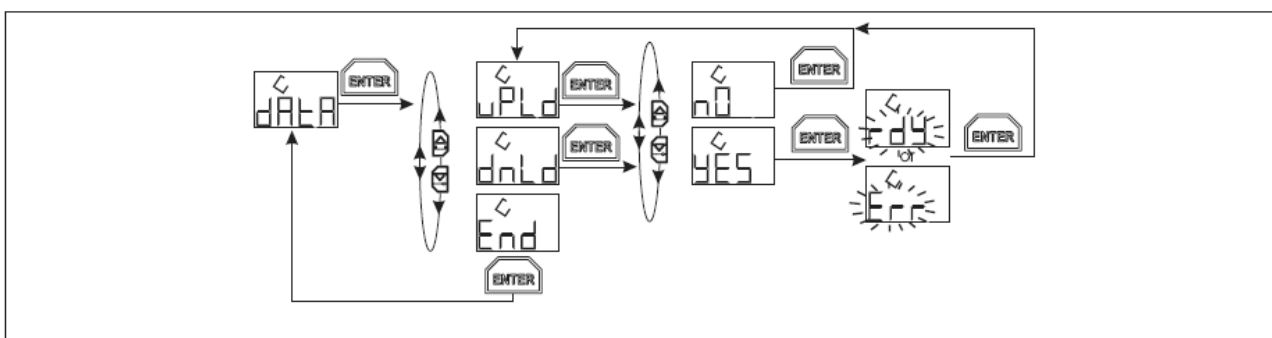 ENTER
ENTER
ENTER
dAtA
uPLd
nO
ENTER
ENTER
rdy
ENTER
or
dnLd
YES
Err
End
ENTER